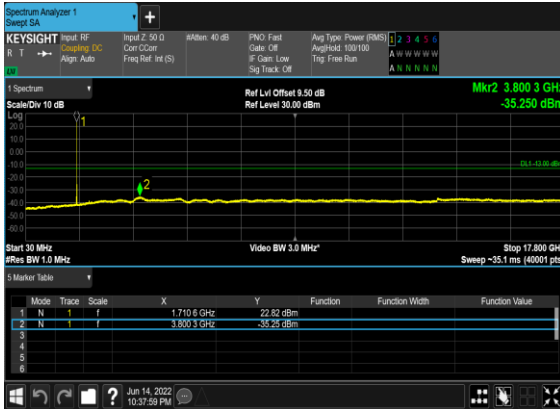 Spectrum Analyzer 1
Swept SA
+
KEYSIGHT Input: RF Input Z: 50 Ω #Atten: 40 dB PNO: Fast Avg Type: Power (RMS) 1 2 3 4 5 6
R T Coupling: DC Corr CCorr Gate: Off Avg|Hold: 100/100 A W W W W W
Align: Auto Freq Ref: Int (S) IF Gain: Low Trig: Free Run
Sig Track: Off A N N N N N
1 Spectrum
Ref Lvl Offset 9.50 dB Mkr2 3.800 3 GHz
Scale/Div 10 dB Ref Level 30.00 dBm -35.250 dBm
Log
1
20.0
10.0
0.00
-10.0
DL1 -13.00 dBm
-20.0
-30.0
2
-40.0
-50.0
-60.0
Start 30 MHz Video BW 3.0 MHz* Stop 17.800 GHz
#Res BW 1.0 MHz Sweep ~35.1 ms (40001 pts)
5 Marker Table
Mode Trace Scale X Y Function Function Width Function Value
1 N 1 f 1.710 6 GHz 22.82 dBm
2 N 1 f 3.800 3 GHz -35.25 dBm
3
4
5
6
?
Jun 14, 2022
10:37:59 PM